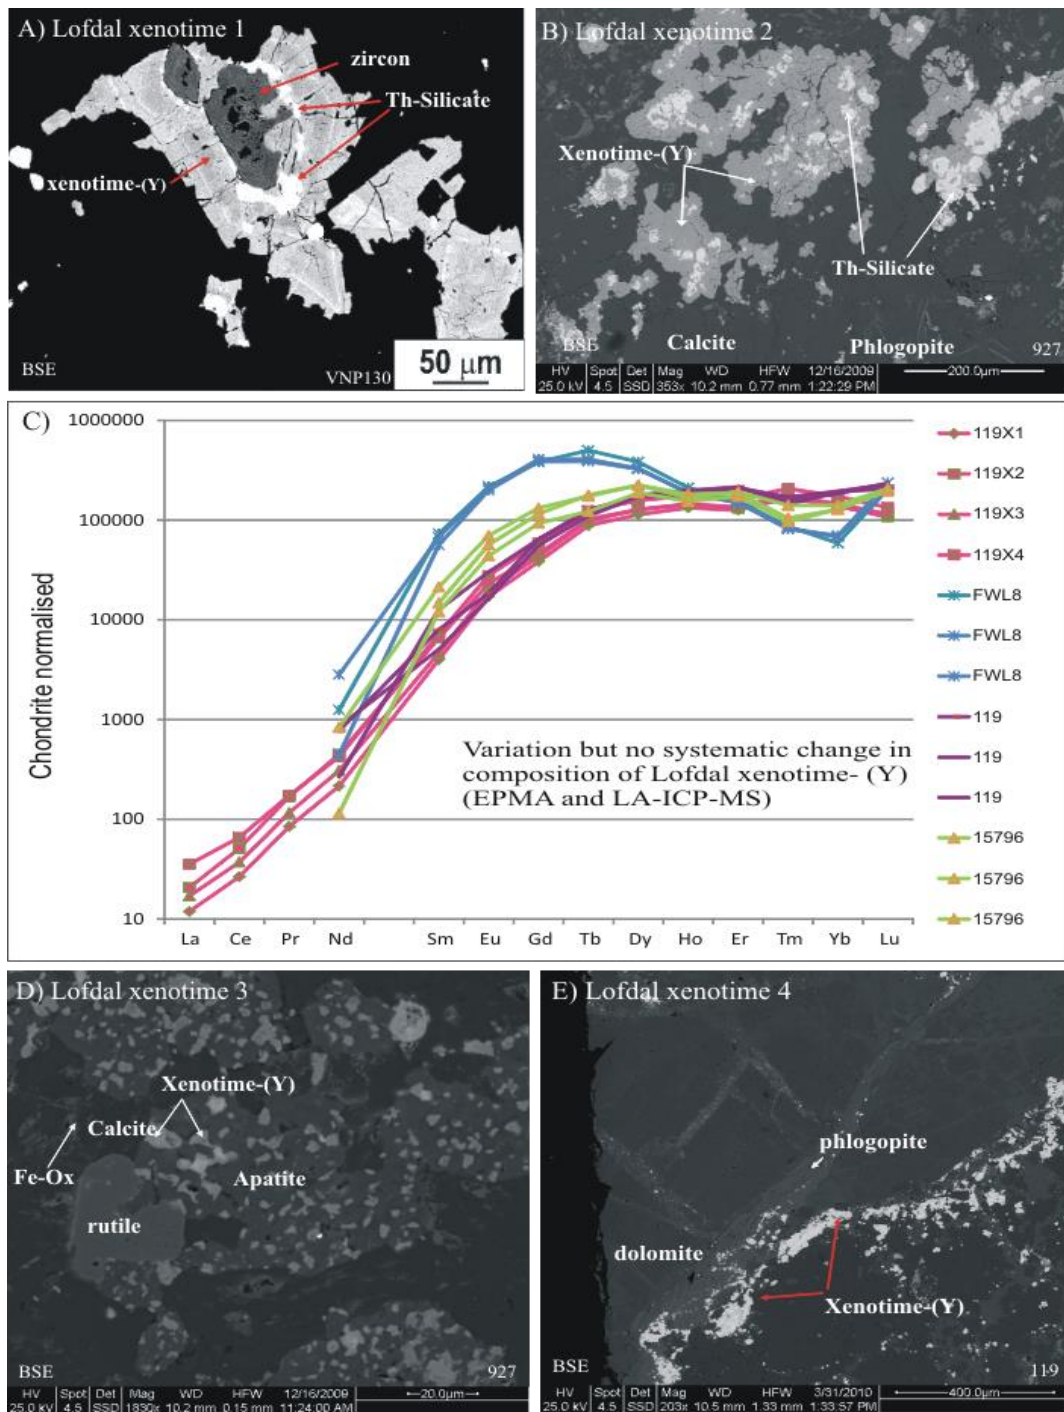 A) Lofdal xenotime 1
zircon
Th-Silicate
xenotime-(Y)
BSE
VNP130
50 µm
B) Lofdal xenotime 2
Xenotime-(Y)
Th-Silicate
Calcite
Phlogopite
BSE
927
HV Spot Det Mag WD HFW 12/16/2009
25.0 kV 4.5 SSD 353x 10.2 mm 0.77 mm 1:22:29 PM
200.0µm
C)
1000000
100000
10000
1000
100
10
Chondrite normalised
La Ce Pr Nd Sm Eu Gd Tb Dy Ho Er Tm Yb Lu
Variation but no systematic change in
composition of Lofdal xenotime- (Y)
(EPMA and LA-ICP-MS)
119X1
119X2
119X3
119X4
FWL8
FWL8
FWL8
119
119
119
15796
15796
15796
D) Lofdal xenotime 3
Xenotime-(Y)
Calcite
Fe-Ox
Apatite
rutile
BSE
927
HV Spot Det Mag WD HFW 12/16/2009
25.0 kV 4.5 SSD 1830x 10.2 mm 0.15 mm 11:24:00 AM
20.0µm
E) Lofdal xenotime 4
phlogopite
dolomite
Xenotime-(Y)
BSE
119
HV Spot Det Mag WD HFW 3/31/2010
25.0 kV 4.5 SSD 203x 10.5 mm 1.33 mm 1:33:57 PM
400.0µm